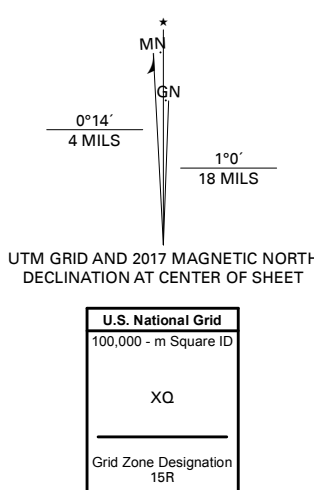 ★
MN
GN
0°14´
4 MILS
1°0´
18 MILS
UTM GRID AND 2017 MAGNETIC NORTH
DECLINATION AT CENTER OF SHEET
U.S. National Grid
100,000 - m Square ID
XQ
Grid Zone Designation
15R